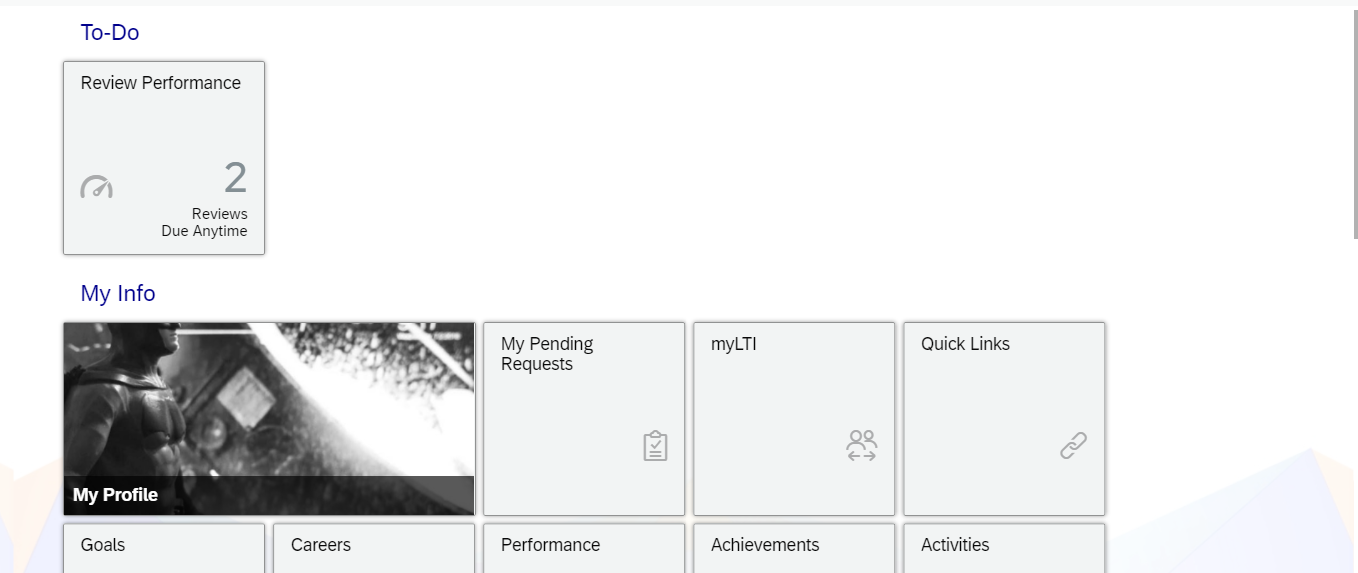 To-Do
Review Performance
2
Reviews
Due Anytime
My Info
My Profile
My Pending
Requests
myLTI
Quick Links
Goals
Careers
Performance
Achievements
Activities